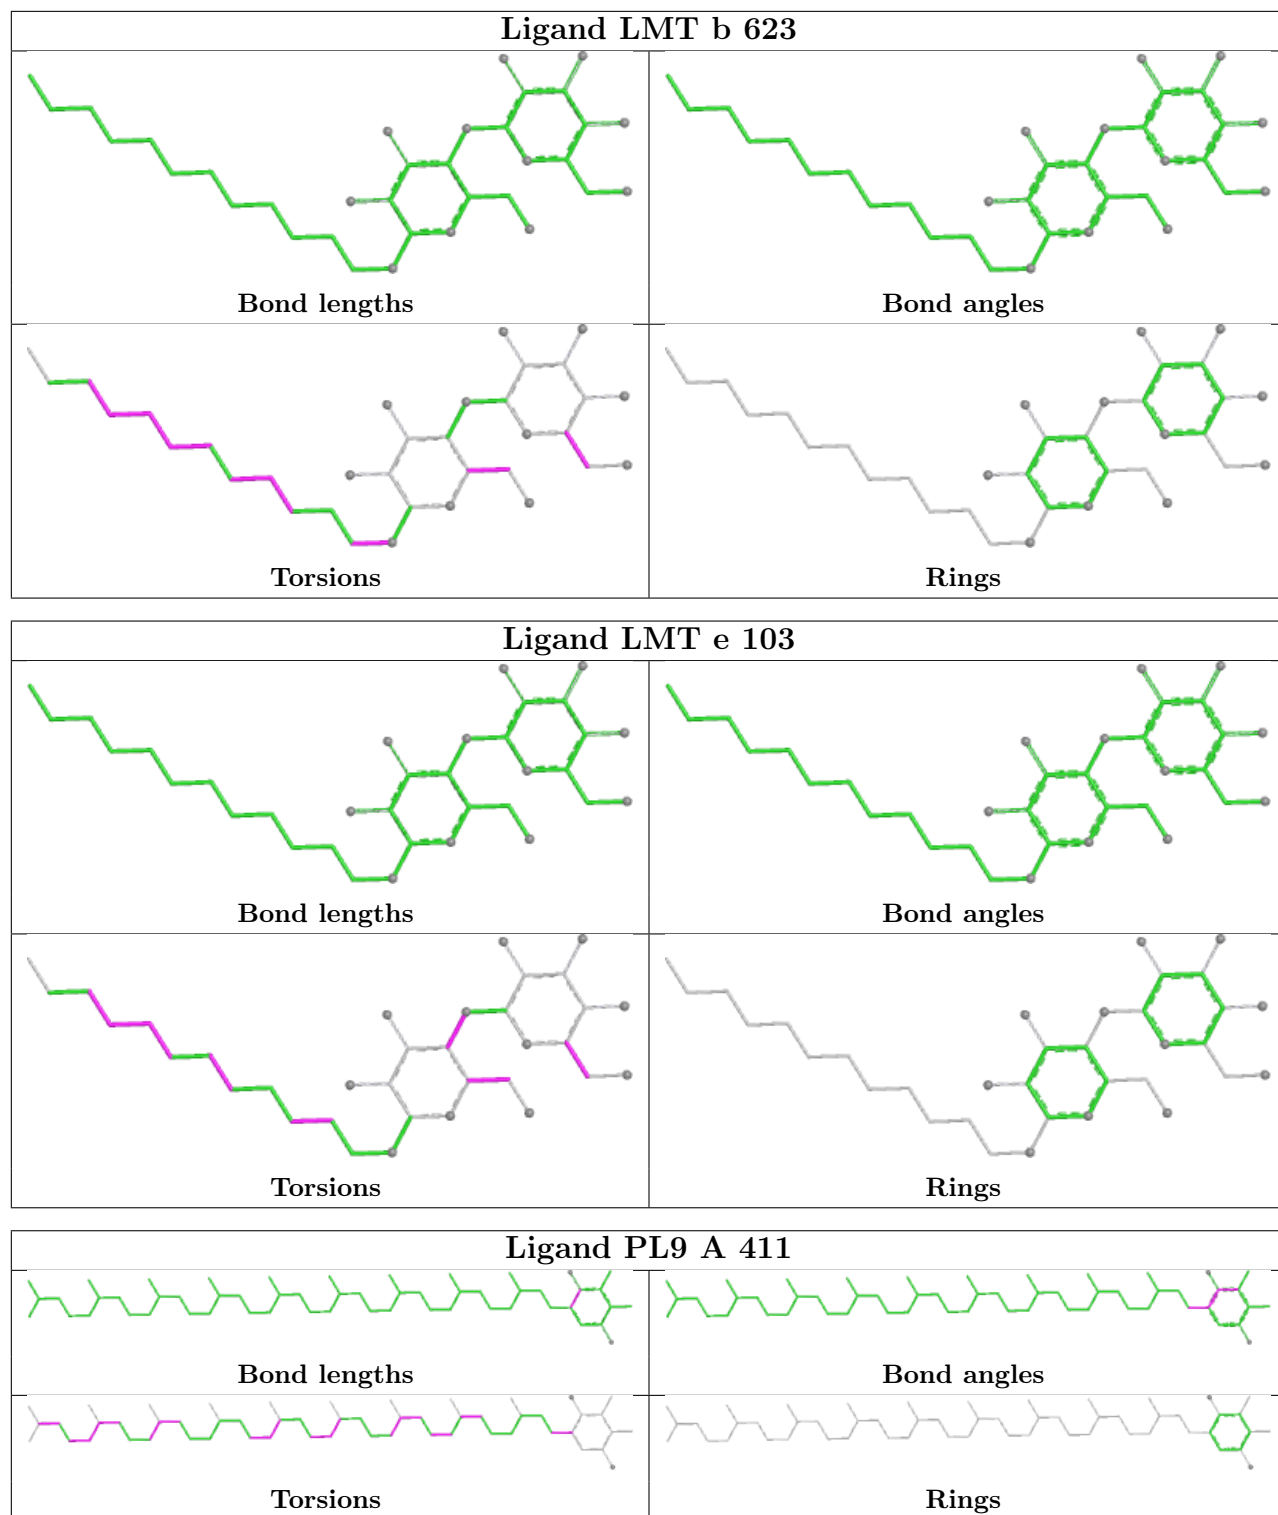 Ligand LMT b 623
Bond lengths
Bond angles
Torsions
Rings
Ligand LMT e 103
Bond lengths
Bond angles
Torsions
Rings
Ligand PL9 A 411
Bond lengths
Bond angles
Torsions
Rings